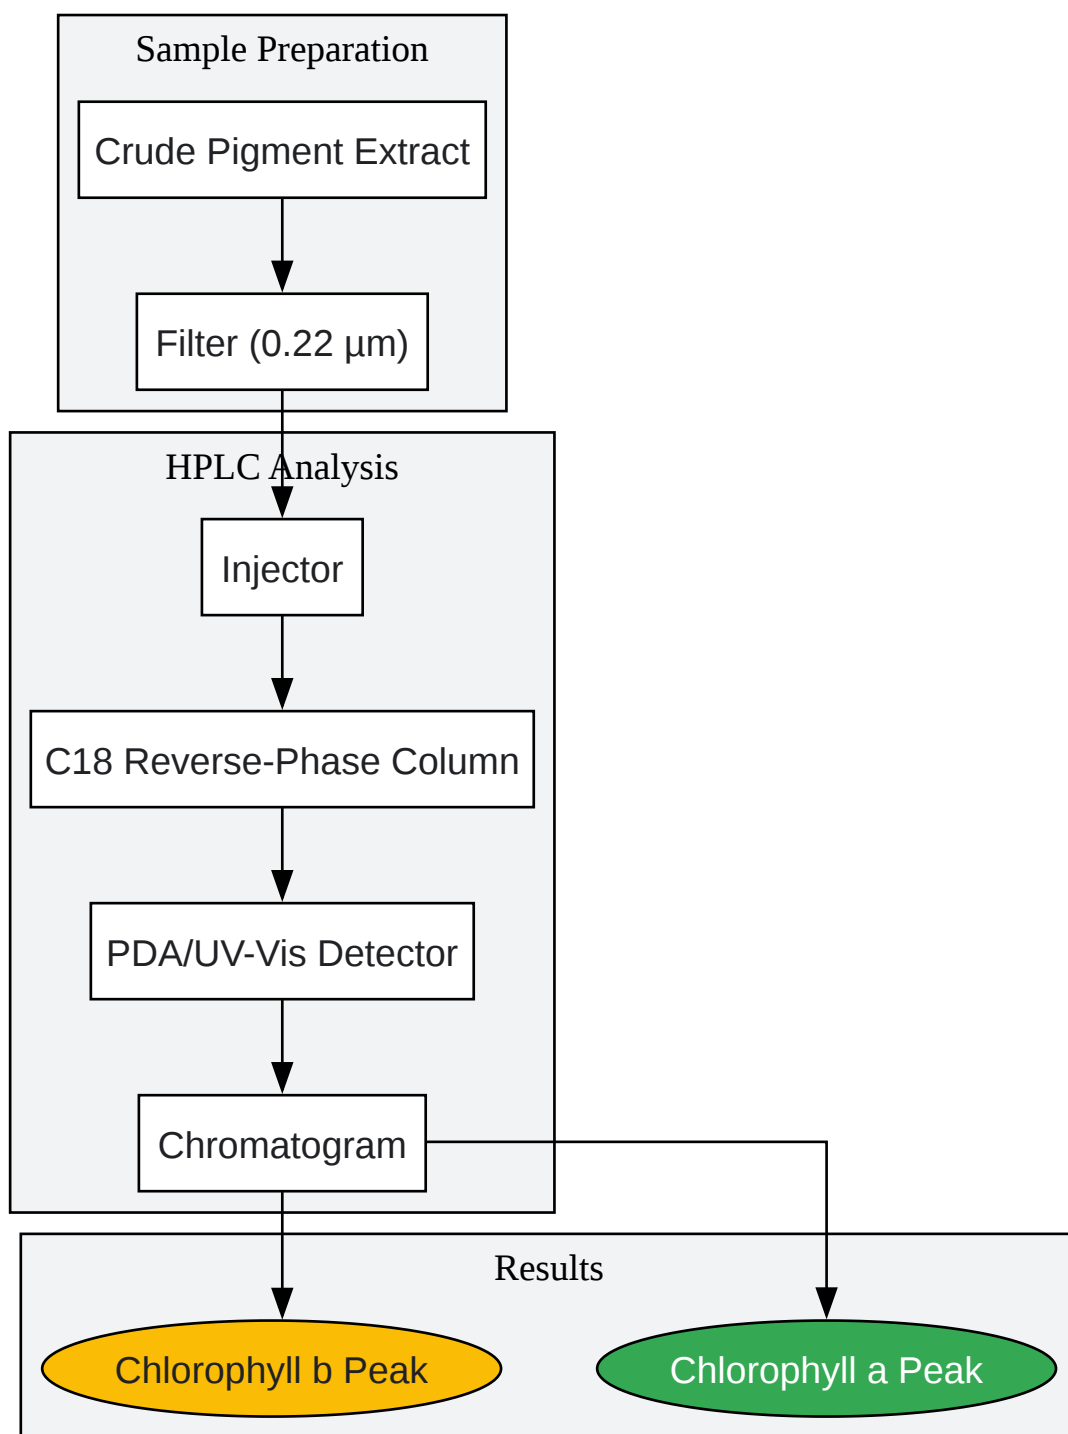 Sample Preparation
Crude Pigment Extract
Filter (0.22 µm)
HPLC Analysis
Injector
C18 Reverse-Phase Column
PDA/UV-Vis Detector
Chromatogram
Results
Chlorophyll b Peak
Chlorophyll a Peak